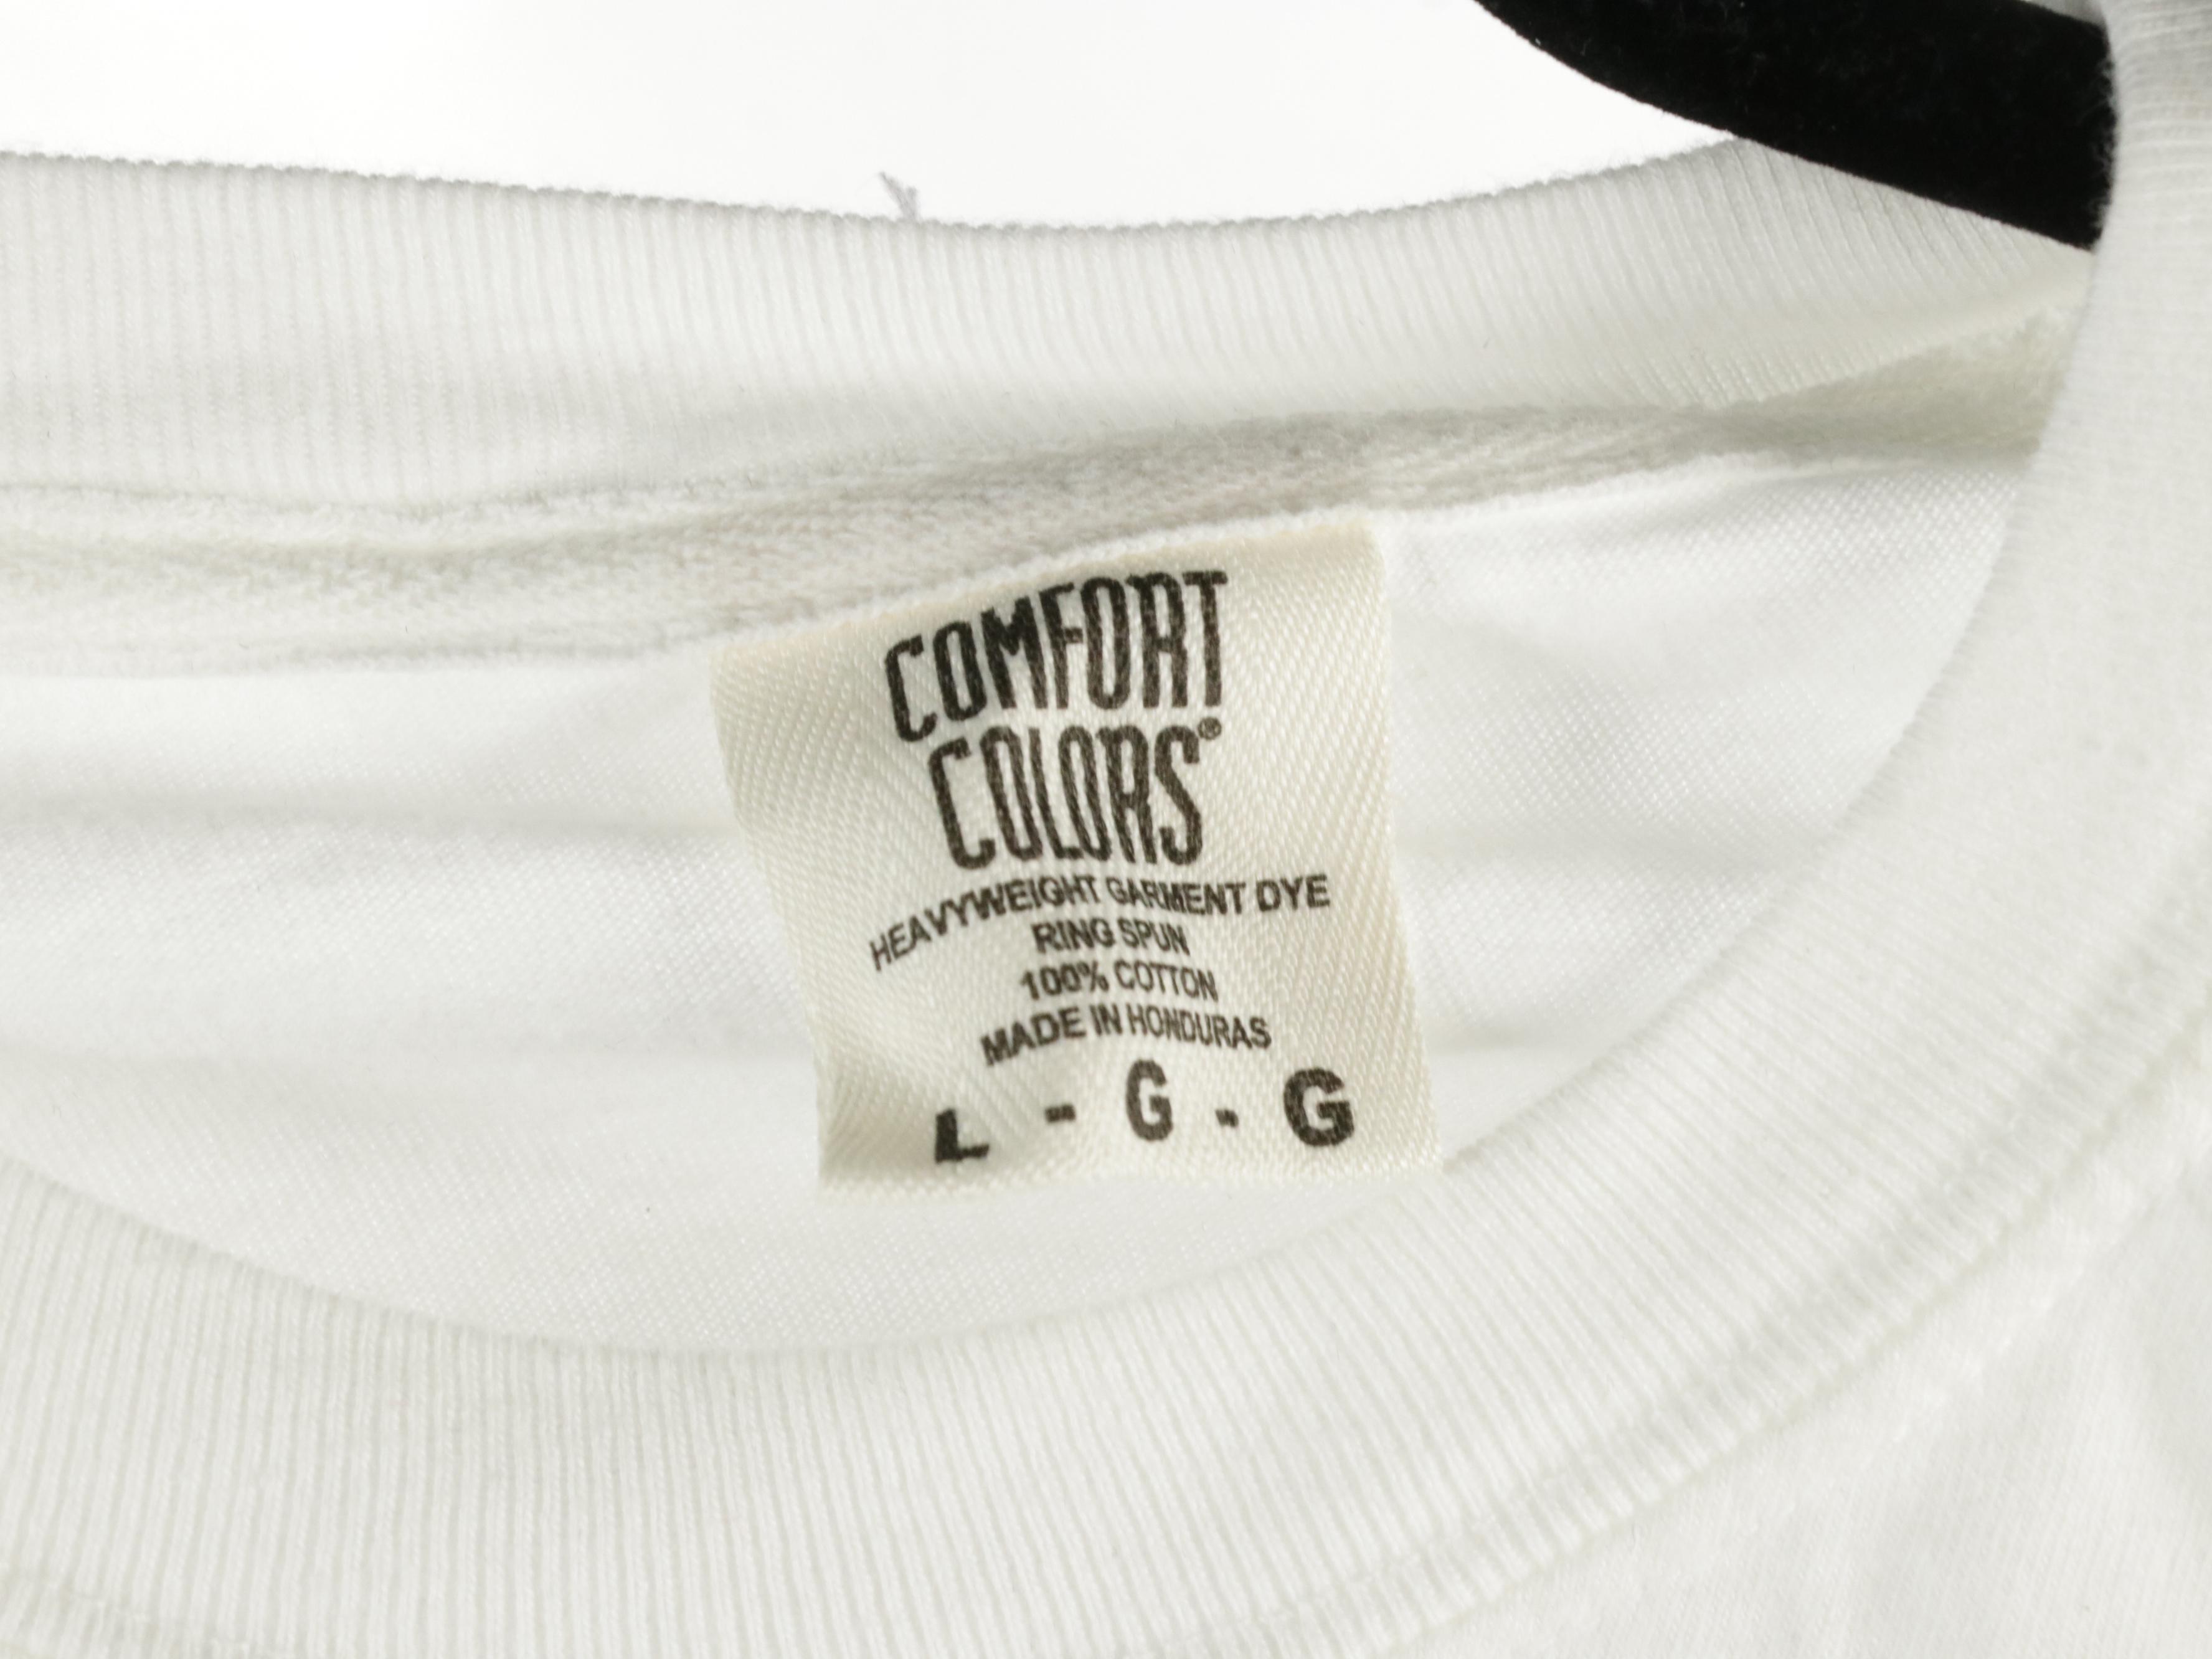 COMFORT
COLORS®
HEAVYWEIGHT GARMENT DYE
RING SPUN
100% COTTON
MADE IN HONDURAS
L - G - G